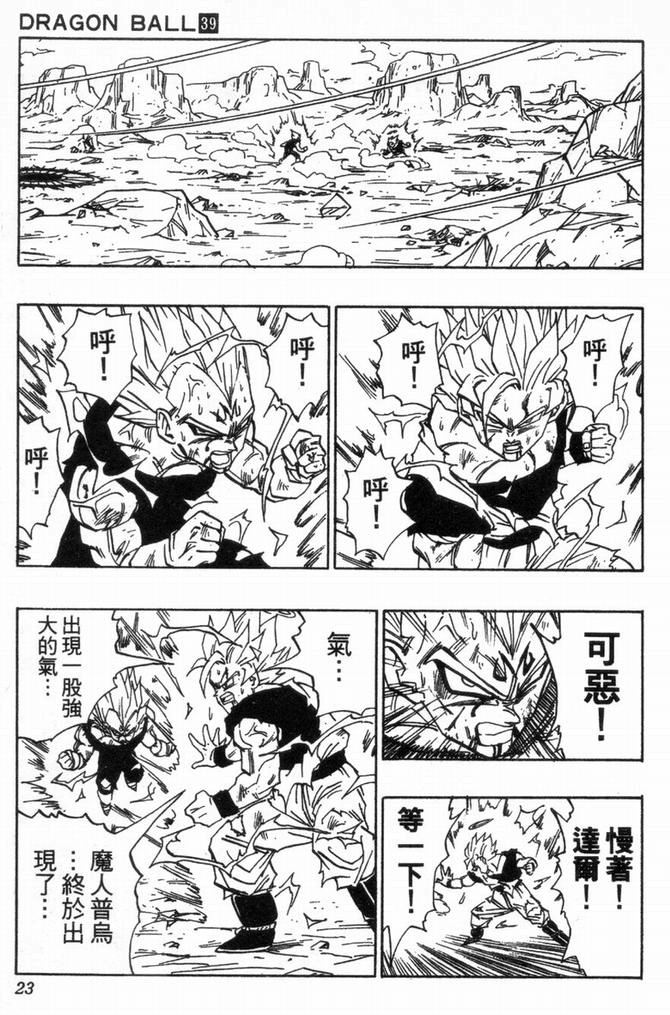 DRAGON BALL 39
呼！
呼！
呼！
呼！
呼！
可惡！
慢著！
達爾！
等一下！
氣…
出現一股強
大的氣…
魔人普烏
…終於出
現了…
23